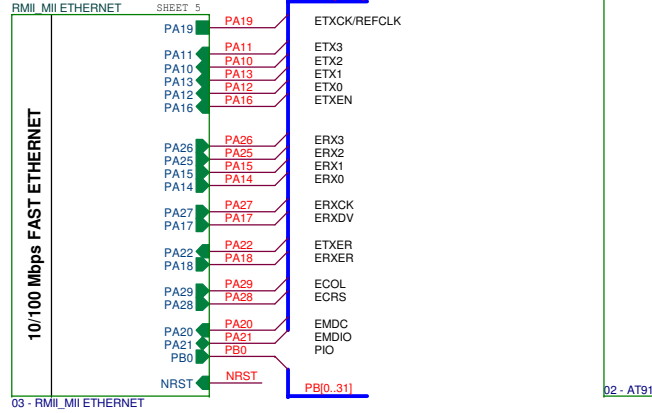 RMII_MII ETHERNET SHEET 5
PA19 PA19 ETXCK/REFCLK
PA11 PA11 ETX3
PA10 PA10 ETX2
PA13 PA13 ETX1
PA12 PA12 ETX0
PA16 PA16 ETXEN
PA26 PA26 ERX3
PA25 PA25 ERX2
PA15 PA15 ERX1
PA14 PA14 ERX0
PA27 PA27 ERXCK
PA17 PA17 ERXDV
PA22 PA22 ETXER
PA18 PA18 ERXER
PA29 PA29 ECOL
PA28 PA28 ECRS
PA20 PA20 EMDC
PA21 PA21 EMDIO
PB0 PB0 PIO
NRST NRST
PB[0..31]
10/100 Mbps FAST ETHERNET
03 - RMII_MII ETHERNET
02 - AT91